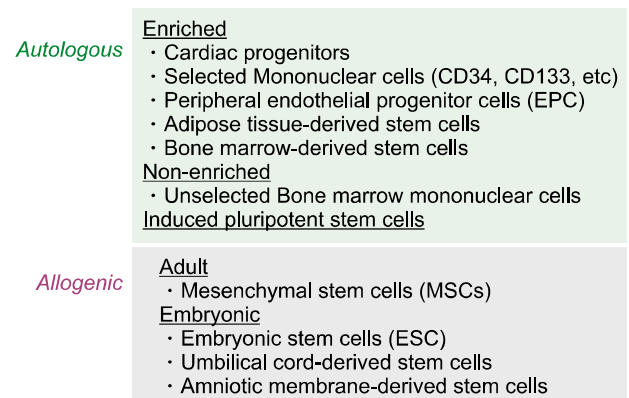 Autologous
Enriched
・Cardiac progenitors
・Selected Mononuclear cells (CD34, CD133, etc)
・Peripheral endothelial progenitor cells (EPC)
・Adipose tissue-derived stem cells
・Bone marrow-derived stem cells
Non-enriched
・Unselected Bone marrow mononuclear cells
Induced pluripotent stem cells
Allogenic
Adult
・Mesenchymal stem cells (MSCs)
Embryonic
・Embryonic stem cells (ESC)
・Umbilical cord-derived stem cells
・Amniotic membrane-derived stem cells